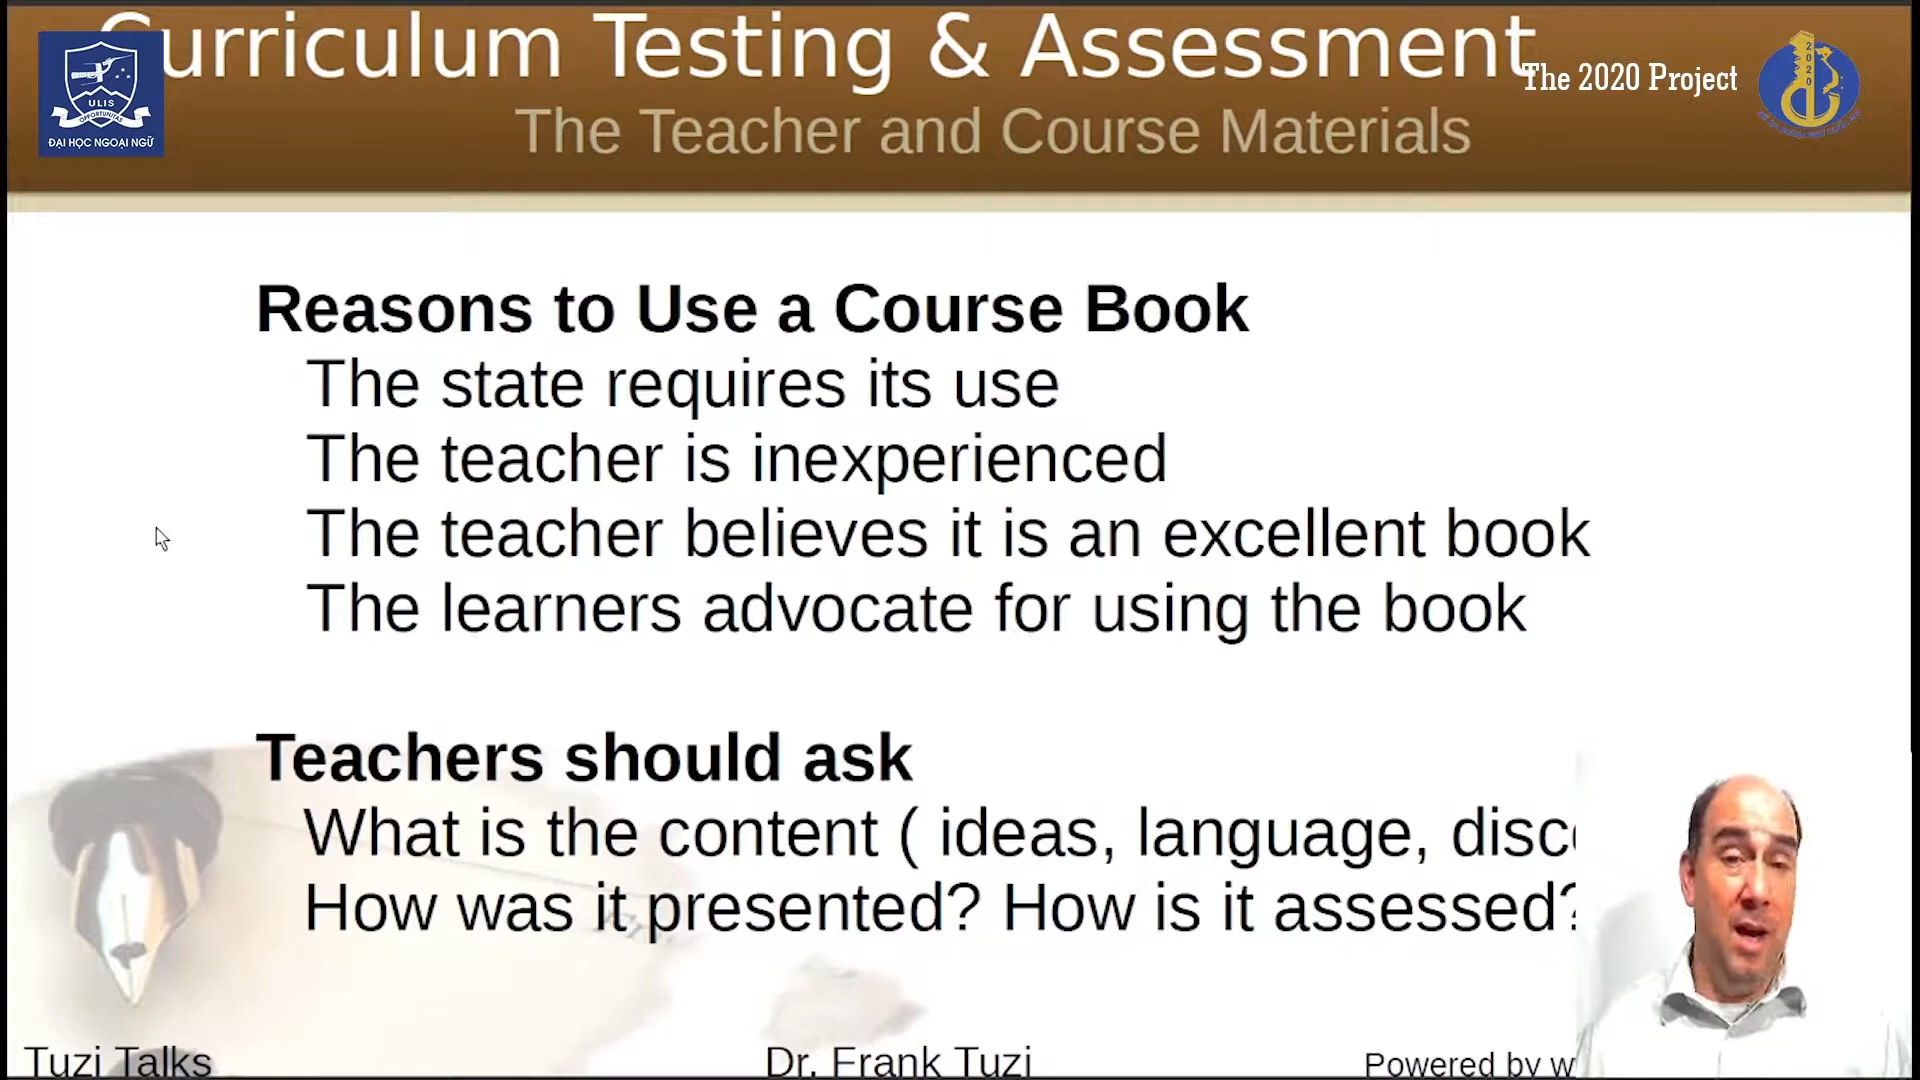 Curriculum Testing & Assessment
The 2020 Project
The Teacher and Course Materials
ULIS
OPPORTUNITAS
ĐẠI HỌC NGOẠI NGỮ
2020
Reasons to Use a Course Book
The state requires its use
The teacher is inexperienced
The teacher believes it is an excellent book
The learners advocate for using the book
Teachers should ask
What is the content ( ideas, language, disc
How was it presented? How is it assessed?
Tuzi Talks
Dr. Frank Tuzi
Powered by w